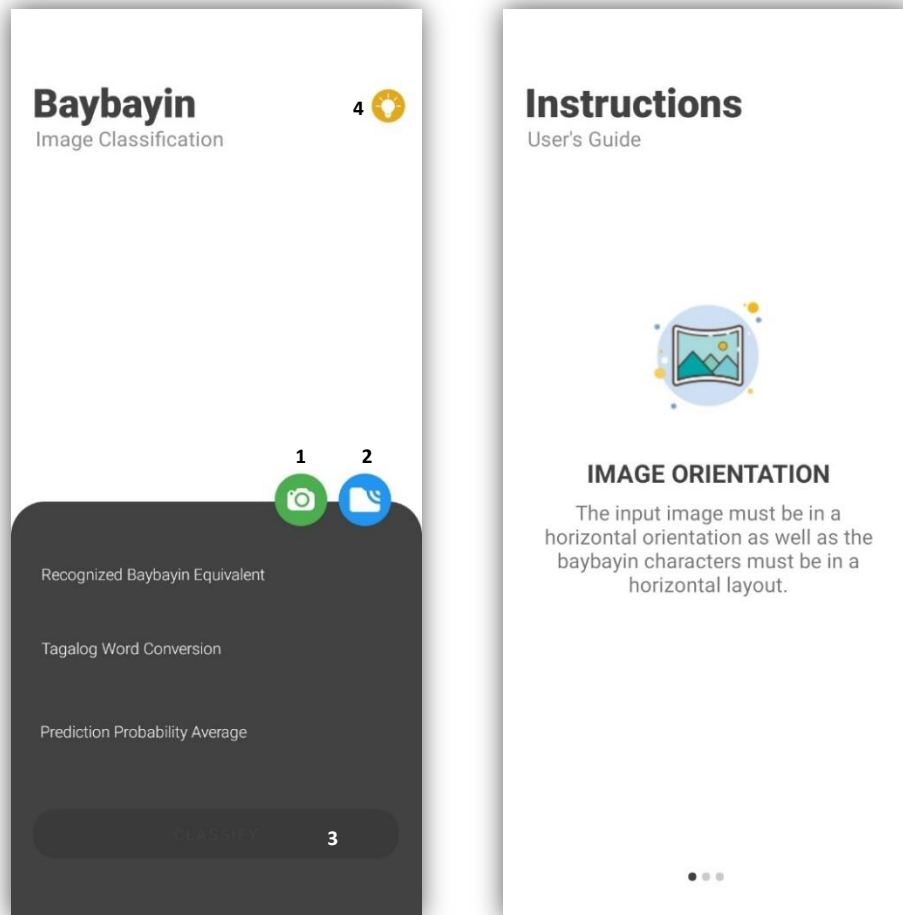 Baybayin
4
Image Classification
1 2
Recognized Baybayin Equivalent
Tagalog Word Conversion
Prediction Probability Average
CLASSIFY 3
Instructions
User's Guide
IMAGE ORIENTATION
The input image must be in a
horizontal orientation as well as the
baybayin characters must be in a
horizontal layout.